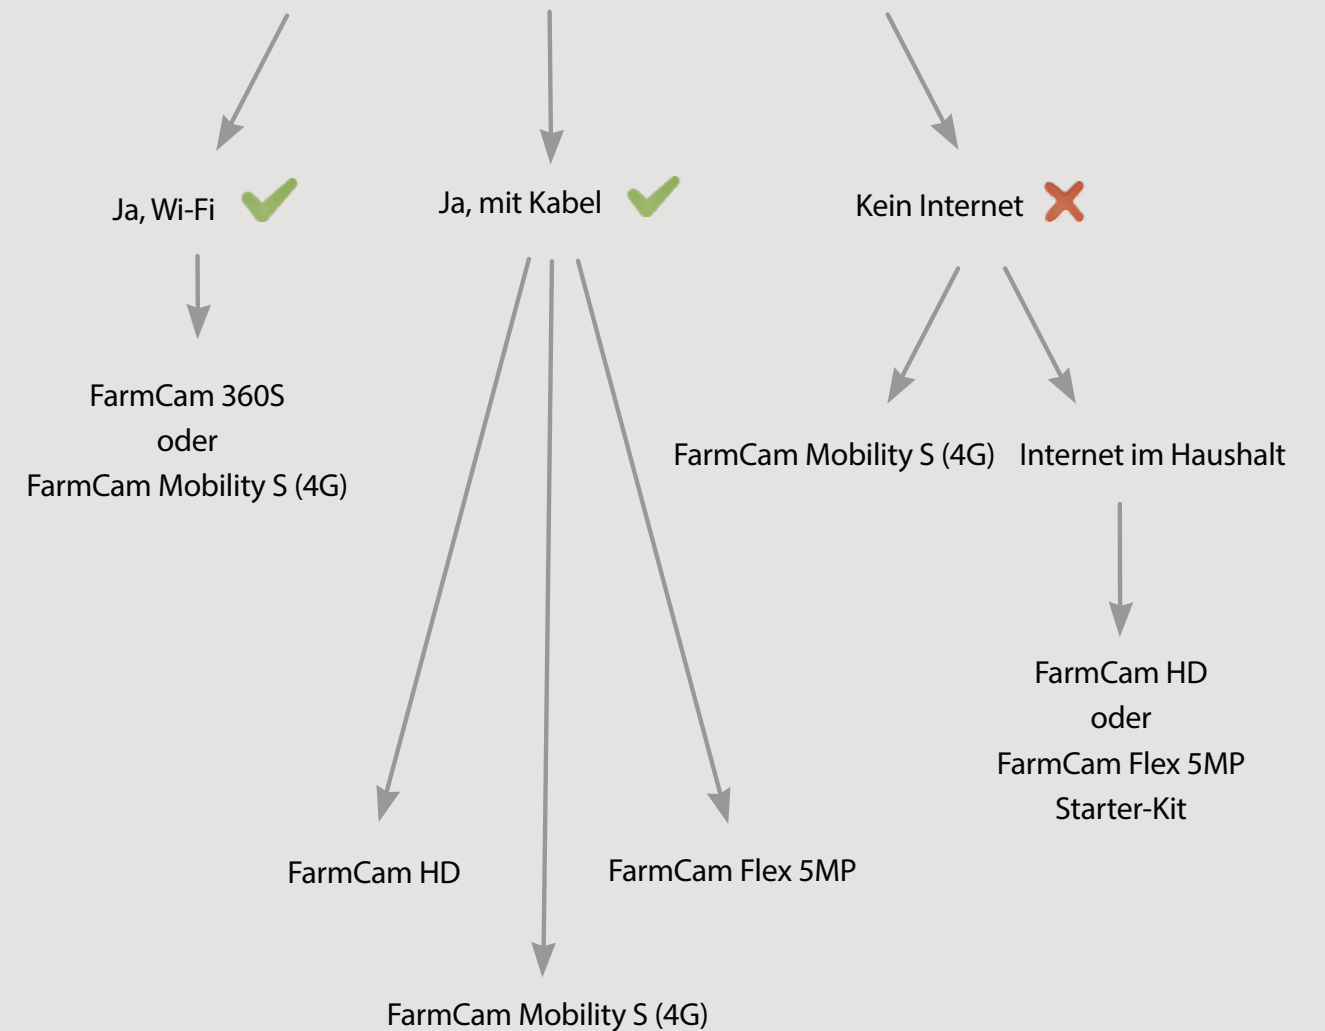 Ja, Wi-Fi
Ja, mit Kabel
Kein Internet
FarmCam 360S
oder
FarmCam Mobility S (4G)
FarmCam Mobility S (4G)
Internet im Haushalt
FarmCam HD
oder
FarmCam Flex 5MP
Starter-Kit
FarmCam HD
FarmCam Flex 5MP
FarmCam Mobility S (4G)